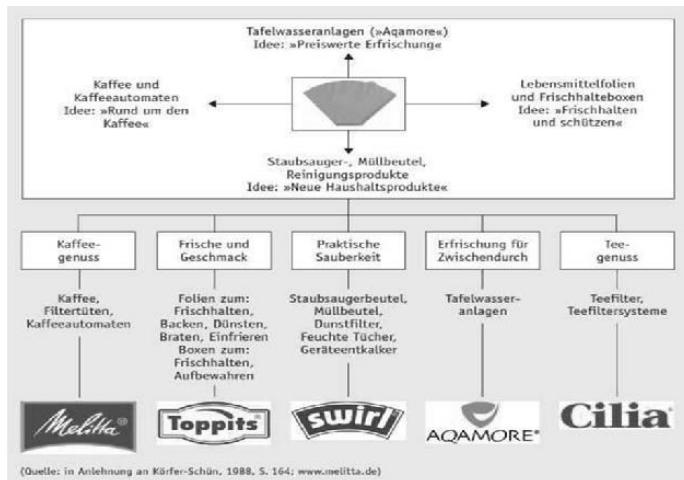 Tafelwasseranlagen (»Aqamore«)
Idee: »Preiswerte Erfrischung«
Kaffee und
Kaffeeautomaten
Idee: »Rund um den
Kaffee«
Lebensmittelfolien
und Frischhalteboxen
Idee: »Frischhalten
und schützen«
Staubsauger-, Müllbeutel,
Reinigungsprodukte
Idee: »Neue Haushaltsprodukte«
Kaffee-
genuss
Frische und
Geschmack
Praktische
Sauberkeit
Erfrischung für
Zwischendurch
Tee-
genuss
Kaffee,
Filtertüten,
Kaffeeautomaten
Folien zum:
Frischhalten,
Backen, Dünsten,
Braten, Einfrieren
Boxen zum:
Frischhalten,
Aufbewahren
Staubsaugerbeutel,
Müllbeutel,
Dunstfilter,
Feuchte Tücher,
Geräteentkalker
Tafelwasser-
anlagen
Teefilter,
Teefiltersysteme
Melitta®
Toppits®
swirl
AQAMORE®
Cilia®
(Quelle: in Anlehnung an Körfer-Schün, 1988, S. 164; www.melitta.de)